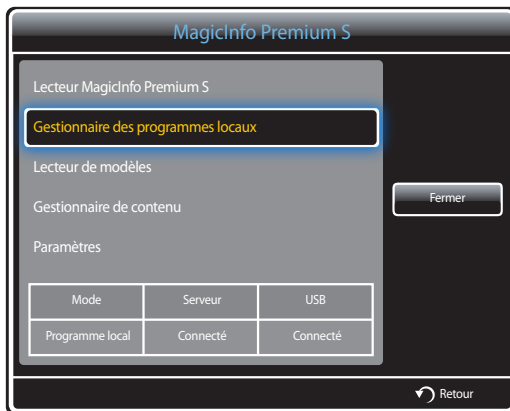 MagicInfo Premium S
Lecteur MagicInfo Premium S
Gestionnaire des programmes locaux
Lecteur de modèles
Gestionnaire de contenu
Paramètres
Fermer
Mode Serveur USB
Programme local Connecté Connecté
Retour